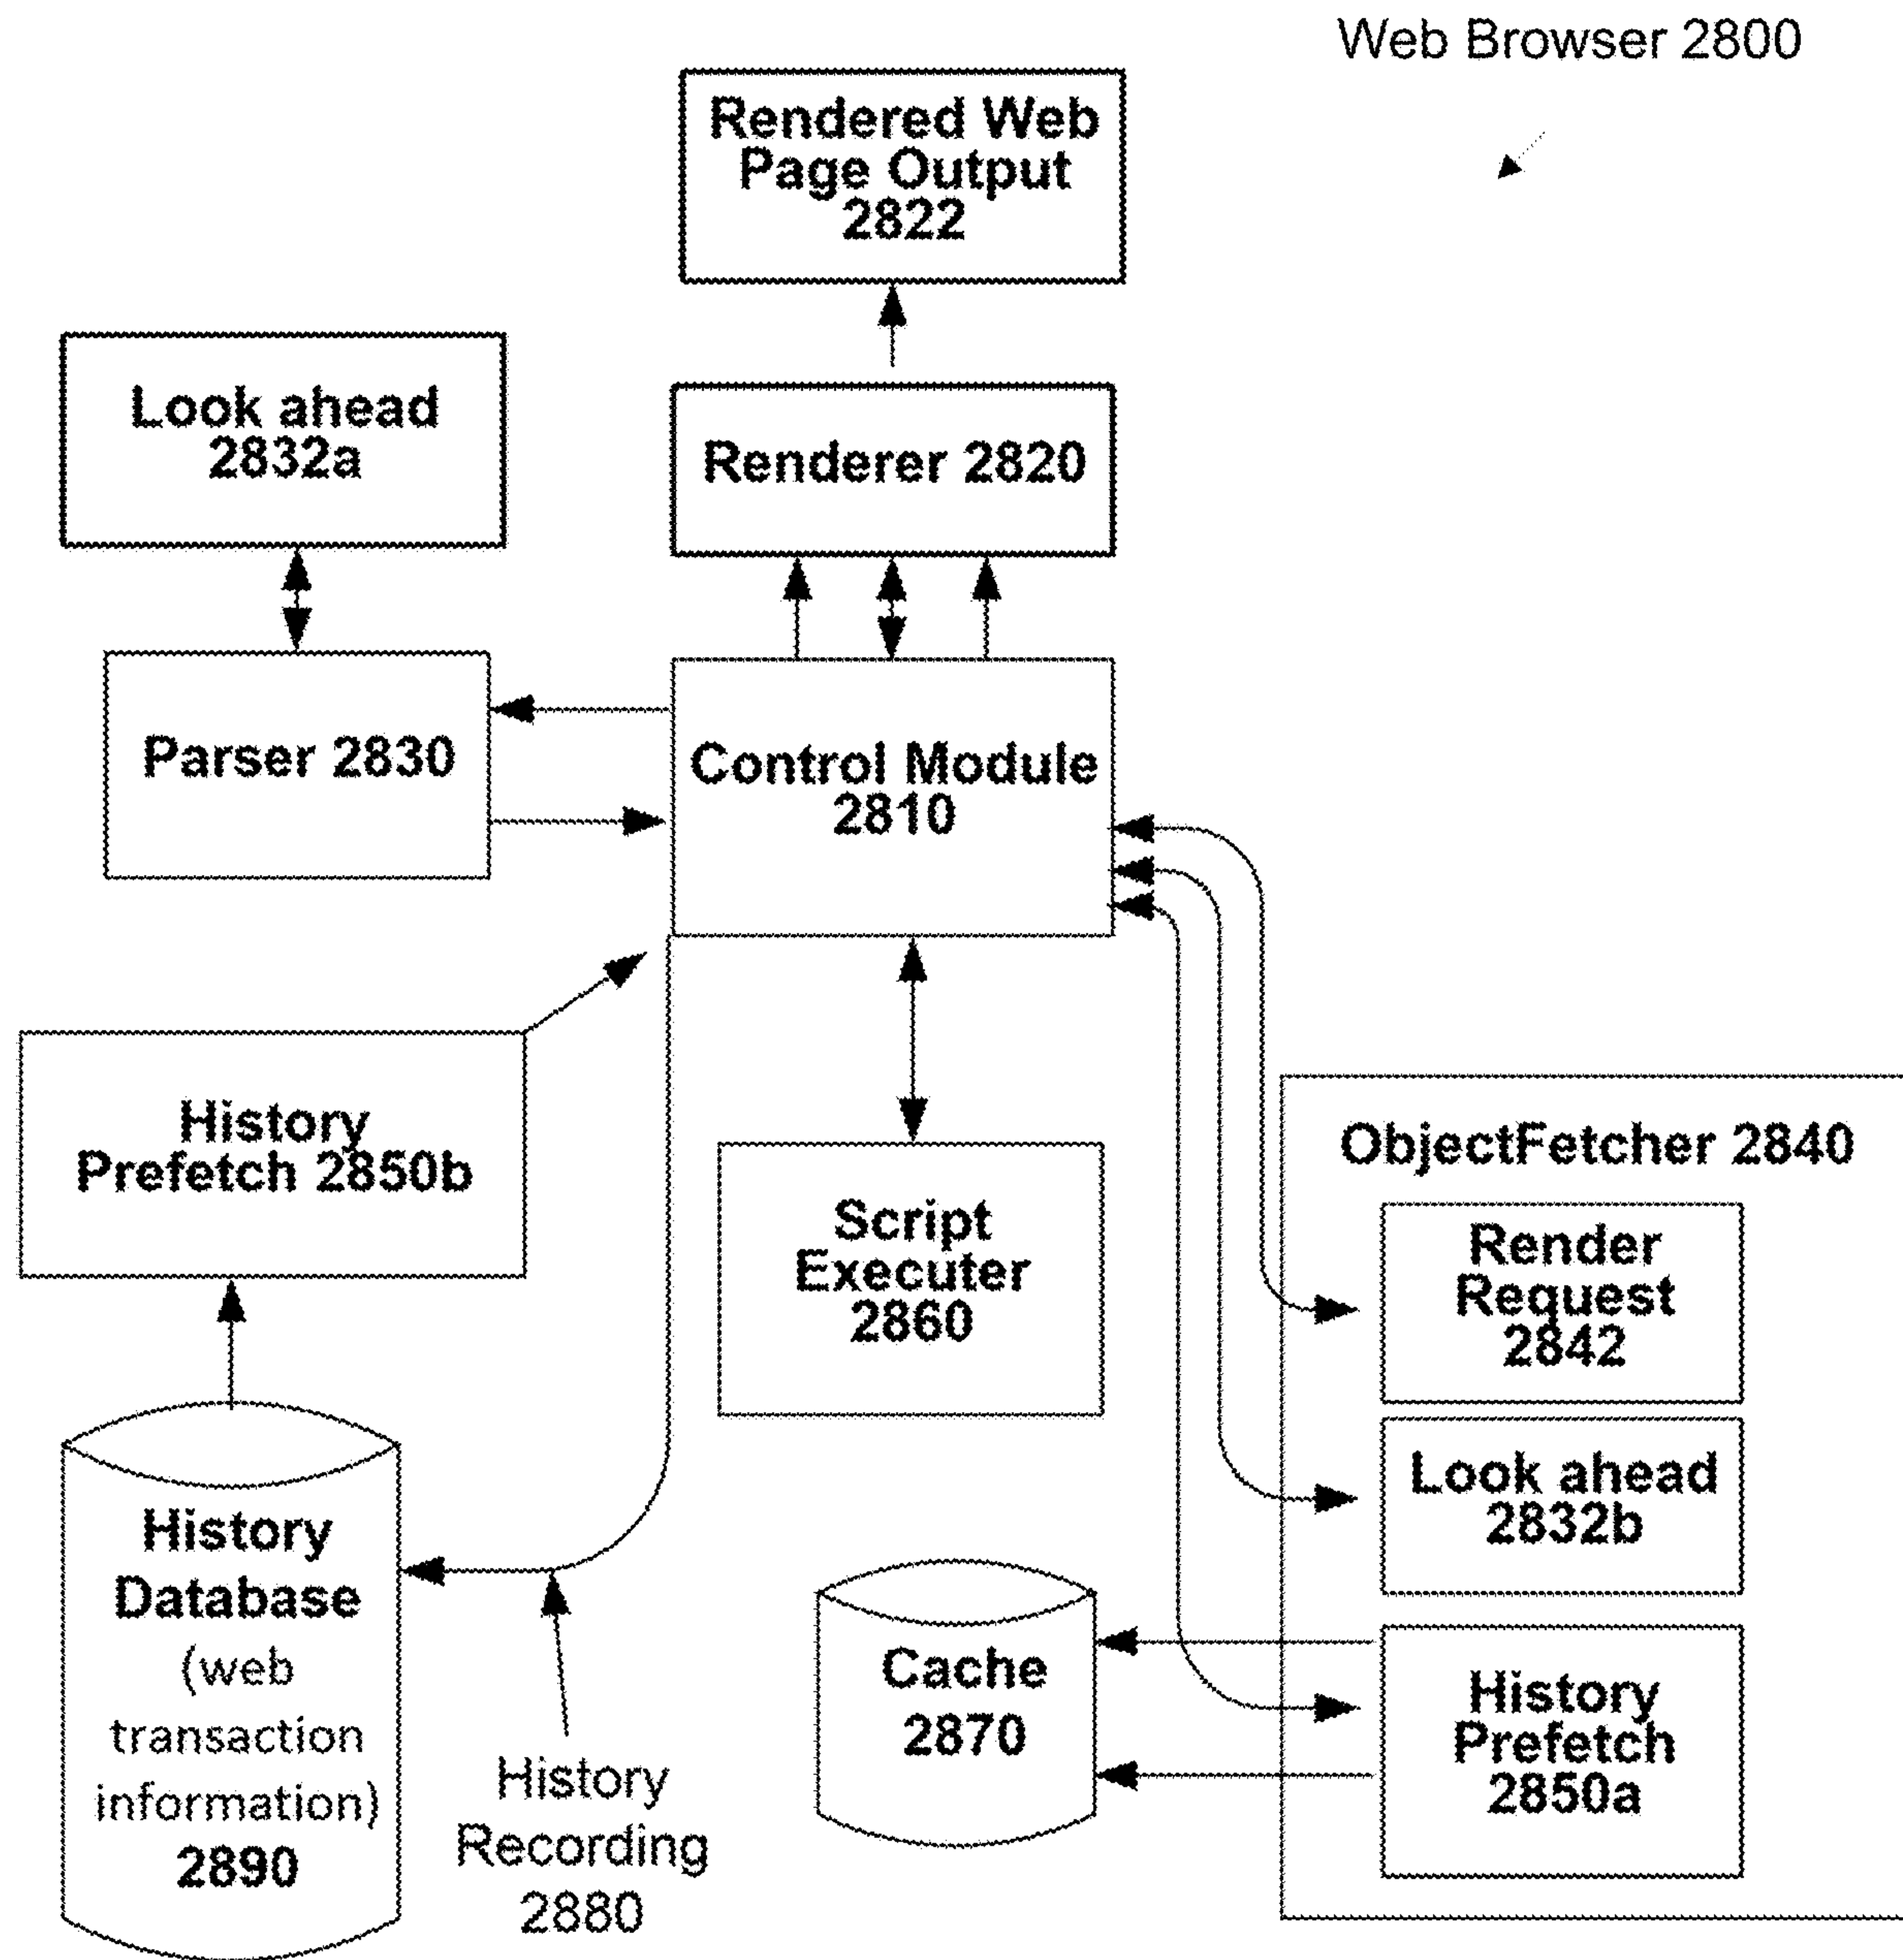 Web Browser 2800
Rendered Web
Page Output
2822
Look ahead
2832a
Renderer 2820
Parser 2830
Control Module
2810
History
Prefetch 2850b
Script
Executer
2860
ObjectFetcher 2840
Render
Request
2842
Look ahead
2832b
History
Prefetch
2850a
History
Database
(web
transaction
information)
2890
History
Recording
2880
Cache
2870